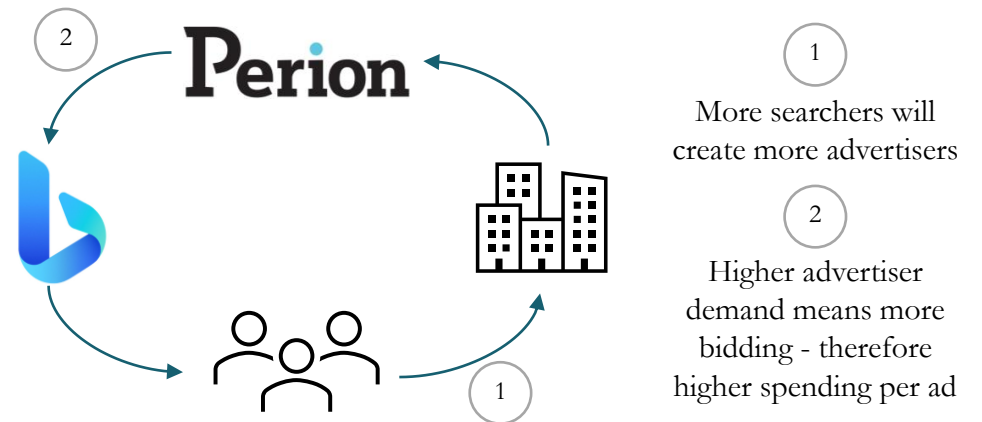 2
Perion
1
1
More searchers will
create more advertisers
2
Higher advertiser
demand means more
bidding - therefore
higher spending per ad